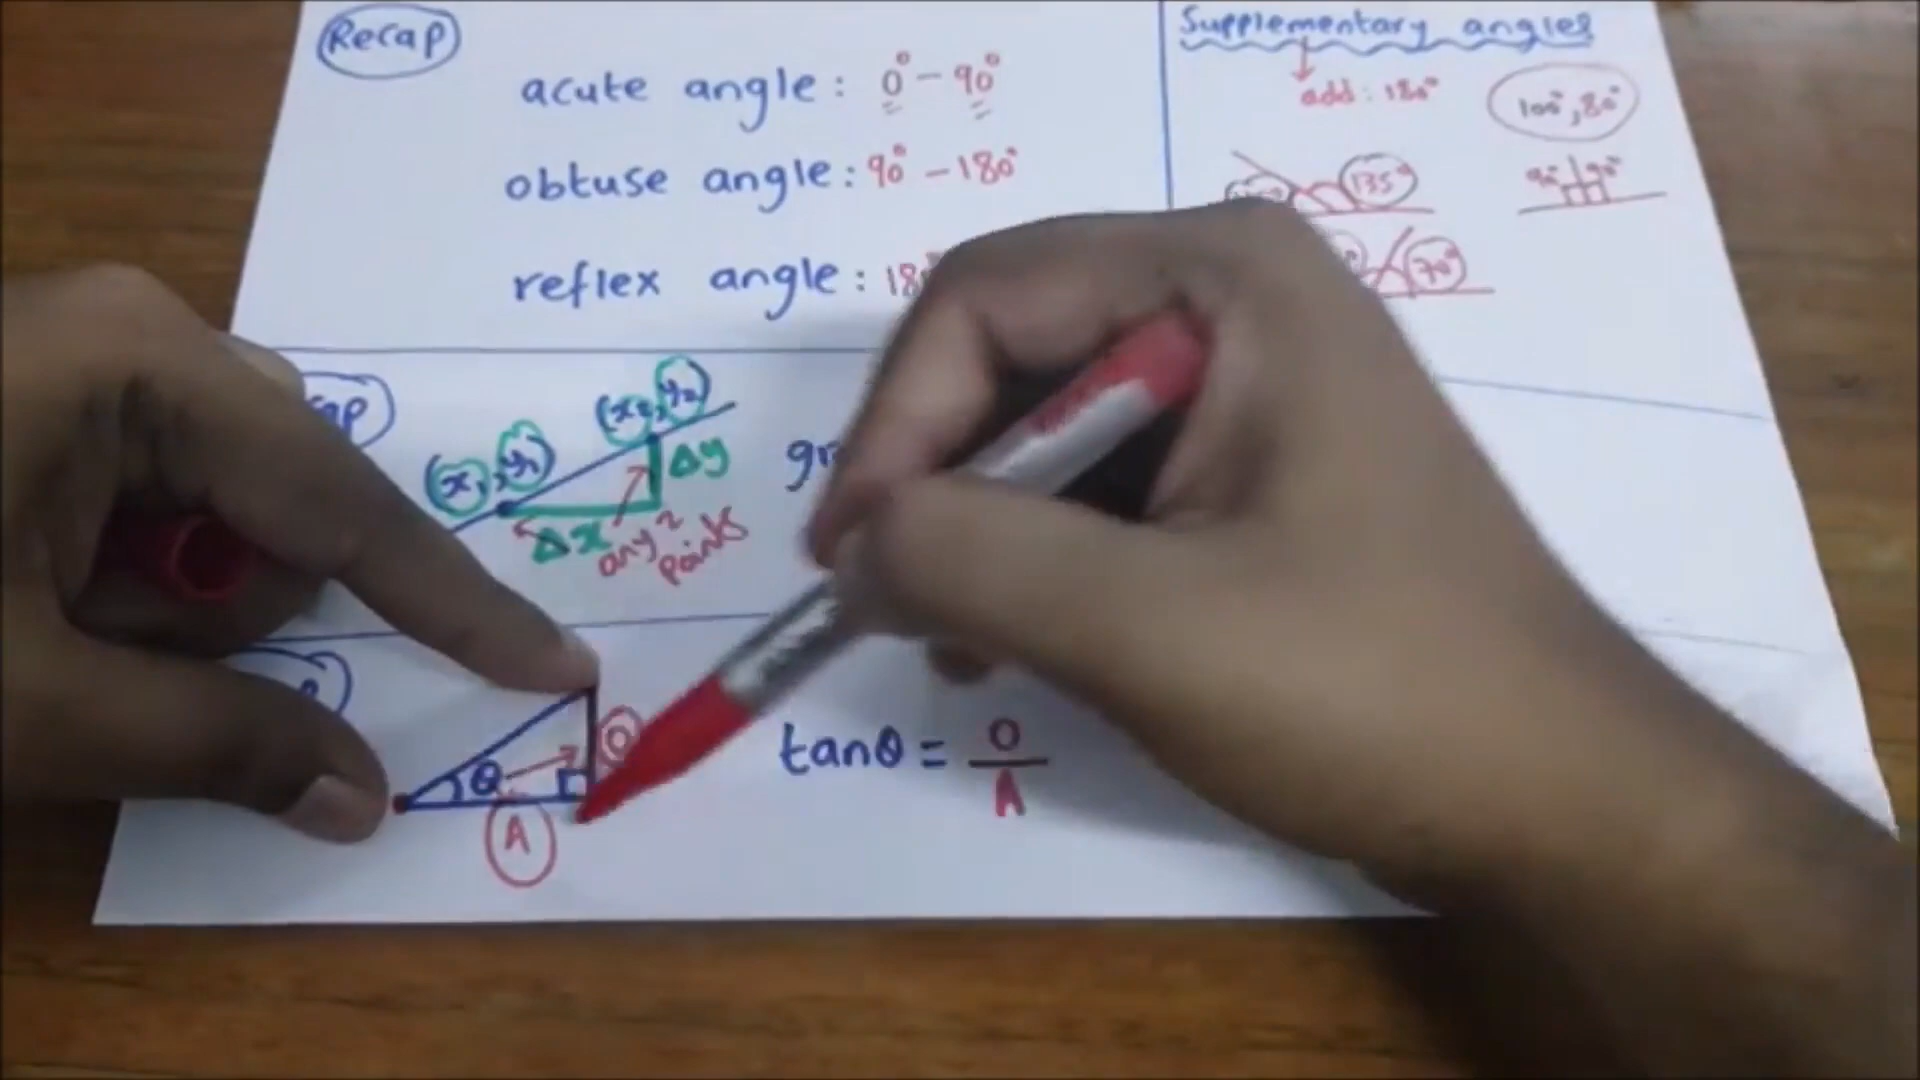 Recap
acute angle: 0° - 90°
obtuse angle: 90° - 180°
reflex angle: 18
Supplementary angles
add: 180°
100°, 80°
135°
90° 90°
70°
(x₁, y₁)
(x₂, y₂)
Δy
Δx
any 2
points
θ
O
A
tanθ = O
A